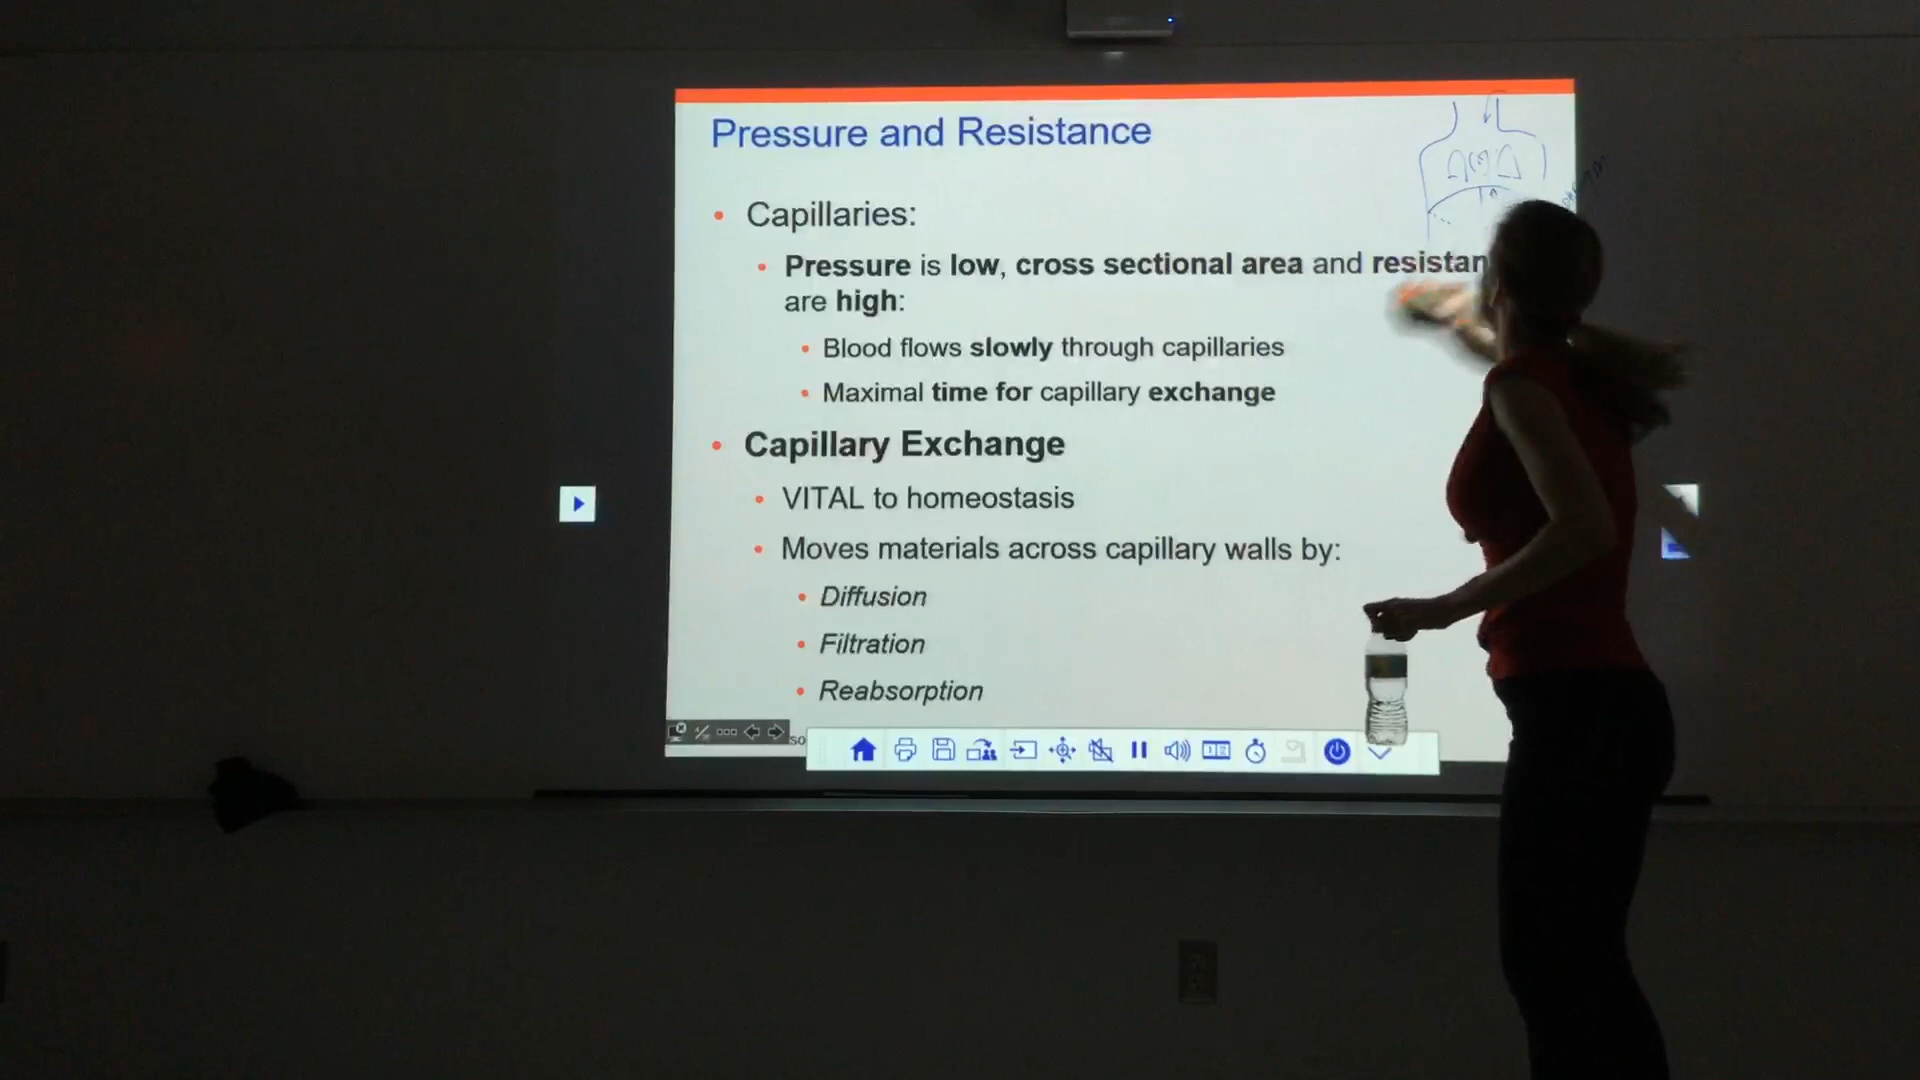 Pressure and Resistance
• Capillaries:
• Pressure is low, cross sectional area and resistan
are high:
• Blood flows slowly through capillaries
• Maximal time for capillary exchange
• Capillary Exchange
• VITAL to homeostasis
• Moves materials across capillary walls by:
• Diffusion
• Filtration
• Reabsorption
so